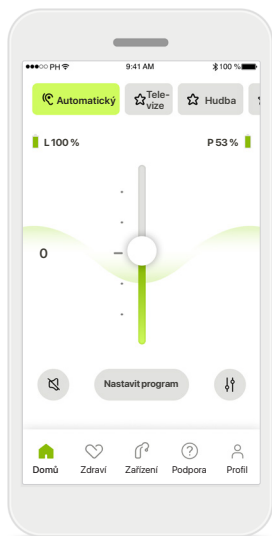 PH 9:41 AM 100 %
Automatický Tele-
vize Hudba
L 100 % P 53 %
0
Nastavit program
Domů Zdraví Zařízení Podpora Profil